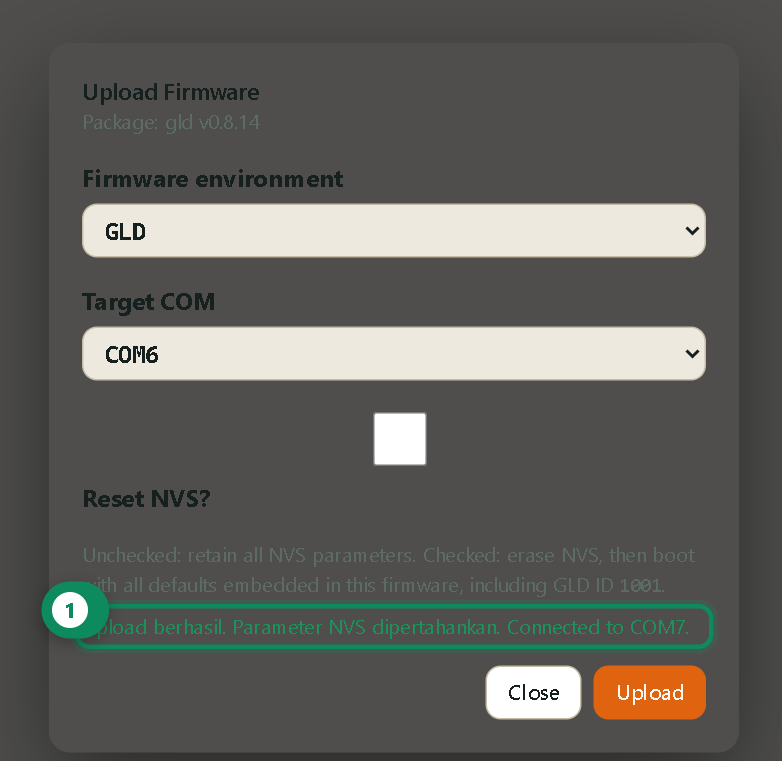 Upload Firmware
Package: gld v0.8.14
Firmware environment
GLD
Target COM
COM6
Reset NVS?
Unchecked: retain all NVS parameters. Checked: erase NVS, then boot
with all defaults embedded in this firmware, including GLD ID 1001.
1
Upload berhasil. Parameter NVS dipertahankan. Connected to COM7.
Close
Upload